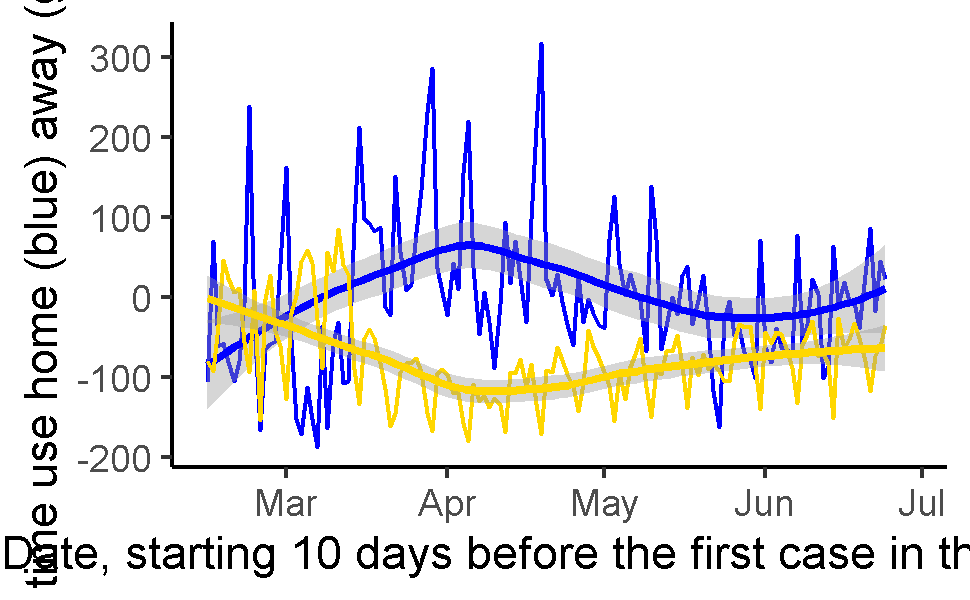 time use home (blue) away (
300
200
100
0
-100
-200
Mar Apr May Jun Jul
Date, starting 10 days before the first case in th